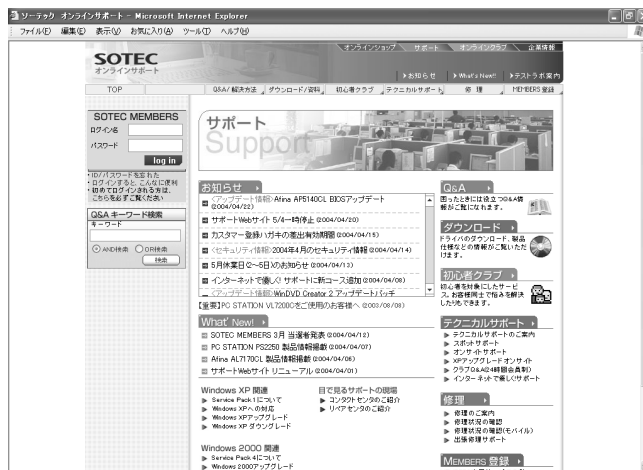 ソーテック オンラインサポート - Microsoft Internet Explorer
ファイル(F) 編集(E) 表示(V) お気に入り(A) ツール(T) ヘルプ(H)
SOTEC
オンラインサポート
オンラインショップ サポート オンラインクラブ 企業情報
お知らせ What's New!! テストラボ案内
TOP Q&A/解決方法 ダウンロード/資料 初心者クラブ テクニカルサポート 修理 MEMBERS登録
SOTEC MEMBERS
ログイン名
パスワード
log in
・ID/パスワードを忘れた
・ログインすると、こんなに便利
・初めてログインされる方は、
こちらを必ずご覧ください
Q&A キーワード検索
キーワード
AND検索 OR検索
検索
サポート
Support
お知らせ
<アップデート情報>Afina AP5140CL BIOSアップデート
(2004/04/22)
サポートWebサイト 5/4一時停止 (2004/04/20)
カスタマー登録ハガキの差出有効期間 (2004/04/15)
<セキュリティ情報>2004年4月のセキュリティ情報 (2004/04/14)
5月休業日(2~5日)のお知らせ (2004/04/13)
インターネットで優しくサポートに新コース追加 (2004/04/08)
<アップデート情報>WinDVD Creator 2 アップデートパッチ
【重要】PC STATION VL7200Cをご使用のお客様へ (2003/08/08)
What's New!
SOTEC MEMBERS 3月 当選者発表 (2004/04/12)
PC STATION PS2250 製品情報掲載 (2004/04/07)
Afina AL7170CL 製品情報掲載 (2004/04/06)
サポートWebサイト リニューアル (2004/04/01)
Windows XP 関連
Service Pack1について
Windows XPへの対応
Windows XPアップグレード
Windows XP ダウングレード
目で見るサポートの現場
コンタクトセンタのご紹介
リペアセンタのご紹介
Windows 2000 関連
Service Pack 4について
Windows 2000アップグレード
Q&A
困ったときには役立つQ&A情
報がご覧になれます。
ダウンロード
ドライバのダウンロード、製品
仕様などの情報がご覧いただ
けます。
初心者クラブ
初心者を対象にしたサービ
ス。お客様同士で悩みを解決
したりもできます。
テクニカルサポート
テクニカルサポートのご案内
スポットサポート
オンサイトサポート
XPアップグレードオンサイト
クラブQ&A(24時間会員制)
インターネットで優しくサポート
修理
修理のご案内
修理状況の確認
修理状況の確認(モバイル)
出張修理サポート
MEMBERS 登録